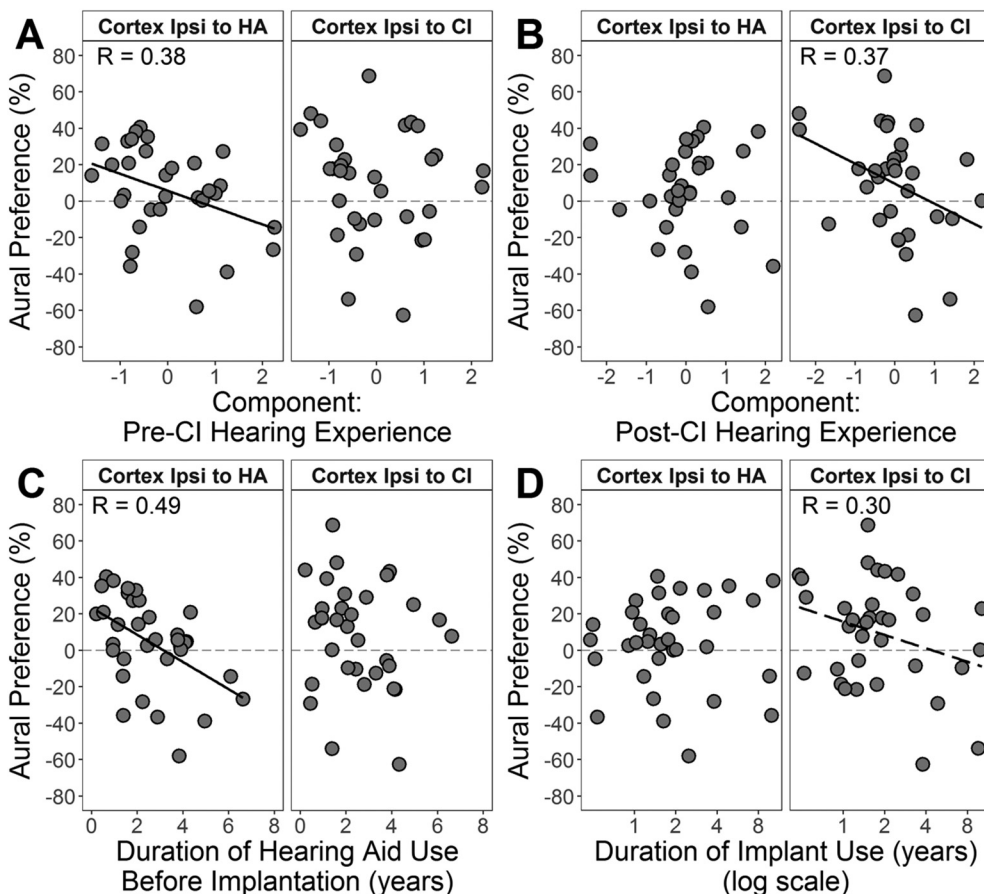 A
Cortex Ipsi to HA
Cortex Ipsi to CI
R = 0.38
Aural Preference (%)
80
60
40
20
0
-20
-40
-60
-80
-1 0 1 2
-1 0 1 2
Component:
Pre-CI Hearing Experience
B
Cortex Ipsi to HA
Cortex Ipsi to CI
R = 0.37
Aural Preference (%)
80
60
40
20
0
-20
-40
-60
-80
-2 -1 0 1 2
-2 -1 0 1 2
Component:
Post-CI Hearing Experience
C
Cortex Ipsi to HA
Cortex Ipsi to CI
R = 0.49
Aural Preference (%)
80
60
40
20
0
-20
-40
-60
-80
0 2 4 6 8
0 2 4 6 8
Duration of Hearing Aid Use
Before Implantation (years)
D
Cortex Ipsi to HA
Cortex Ipsi to CI
R = 0.30
Aural Preference (%)
80
60
40
20
0
-20
-40
-60
-80
1 2 4 8
1 2 4 8
Duration of Implant Use (years)
(log scale)